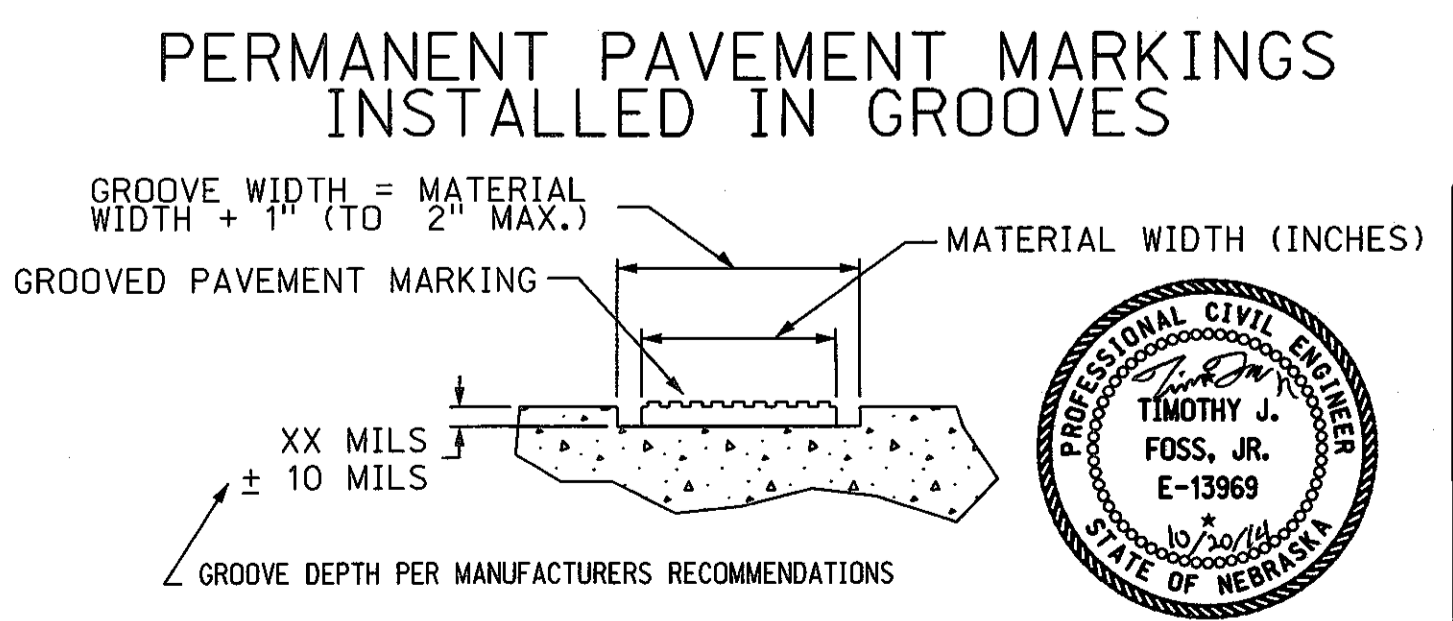 PERMANENT PAVEMENT MARKINGS
INSTALLED IN GROOVES
GROOVE WIDTH = MATERIAL
WIDTH + 1" (TO 2" MAX.)
MATERIAL WIDTH (INCHES)
GROOVED PAVEMENT MARKING
XX MILS
± 10 MILS
GROOVE DEPTH PER MANUFACTURERS RECOMMENDATIONS
PROFESSIONAL CIVIL ENGINEER
TIMOTHY J.
FOSS, JR.
E-13969
10/20/14
STATE OF NEBRASKA